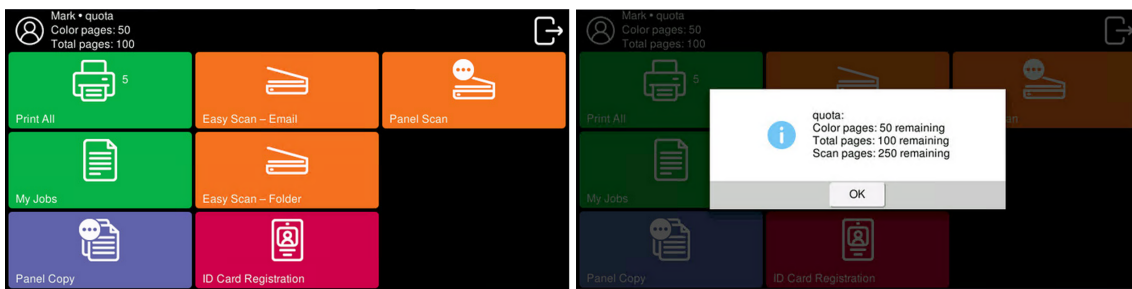 Mark • quota
Color pages: 50
Total pages: 100
5
Print All
Easy Scan – Email
Panel Scan
My Jobs
Easy Scan – Folder
Panel Copy
ID Card Registration
Mark • quota
Color pages: 50
Total pages: 100
5
Print All
an
quota:
Color pages: 50 remaining
Total pages: 100 remaining
Scan pages: 250 remaining
OK
My Jobs
Panel Copy
ID Card Registration